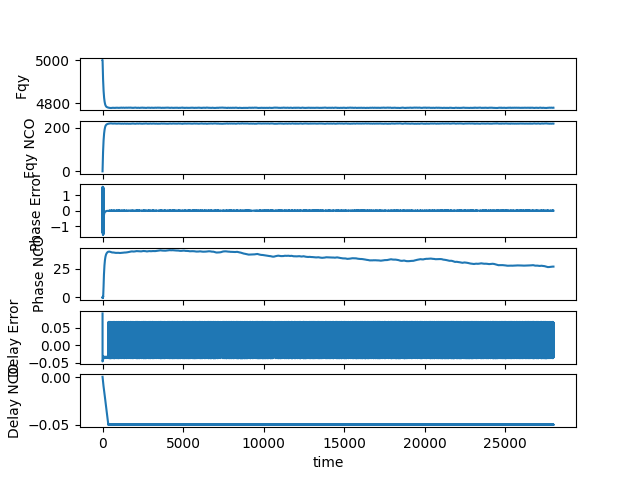 Fqy
5000
4800
Fqy NCO
200
0
Phase Error
1
0
−1
Phase NCO
25
0
Delay Error
0.05
0.00
−0.05
Delay NCO
0.00
−0.05
0 5000 10000 15000 20000 25000
time